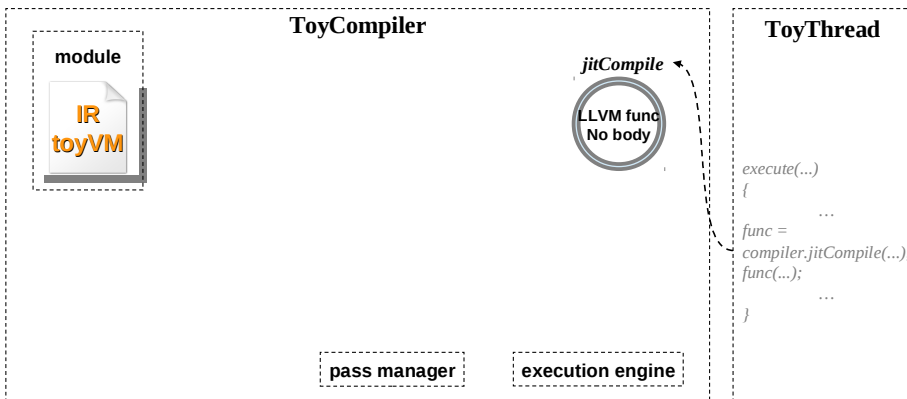 ToyCompiler
ToyThread
module
IR
toyVM
jitCompile
LLVM func
No body
execute(...)
{
...
func =
compiler.jitCompile(...)
func(...);
...
}
pass manager
execution engine